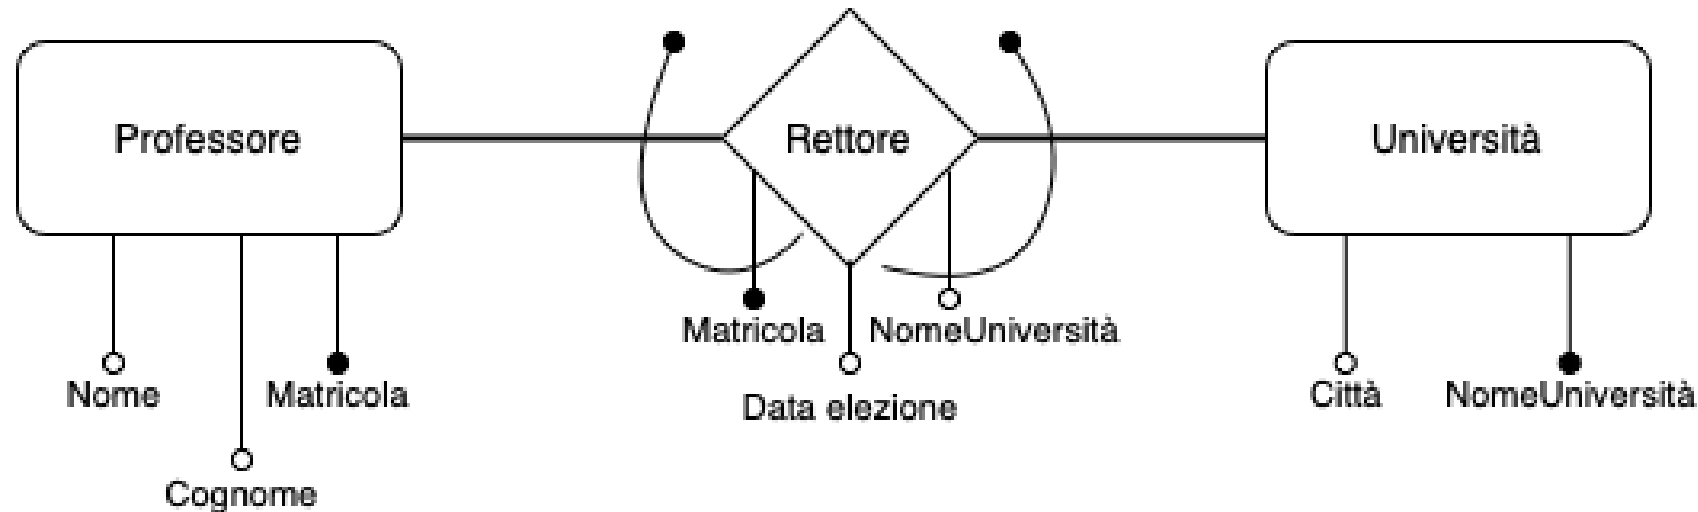 Professore
Rettore
Università
Matricola
NomeUniversità
Nome
Matricola
Data elezione
Città
NomeUniversità
Cognome